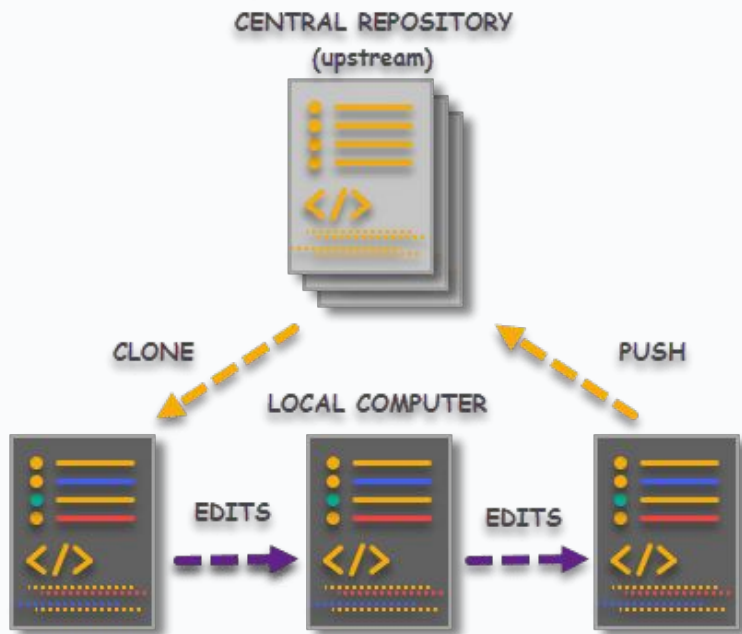 CENTRAL REPOSITORY
(upstream)
</>
CLONE
PUSH
LOCAL COMPUTER
EDITS
EDITS
</>
</>
</>